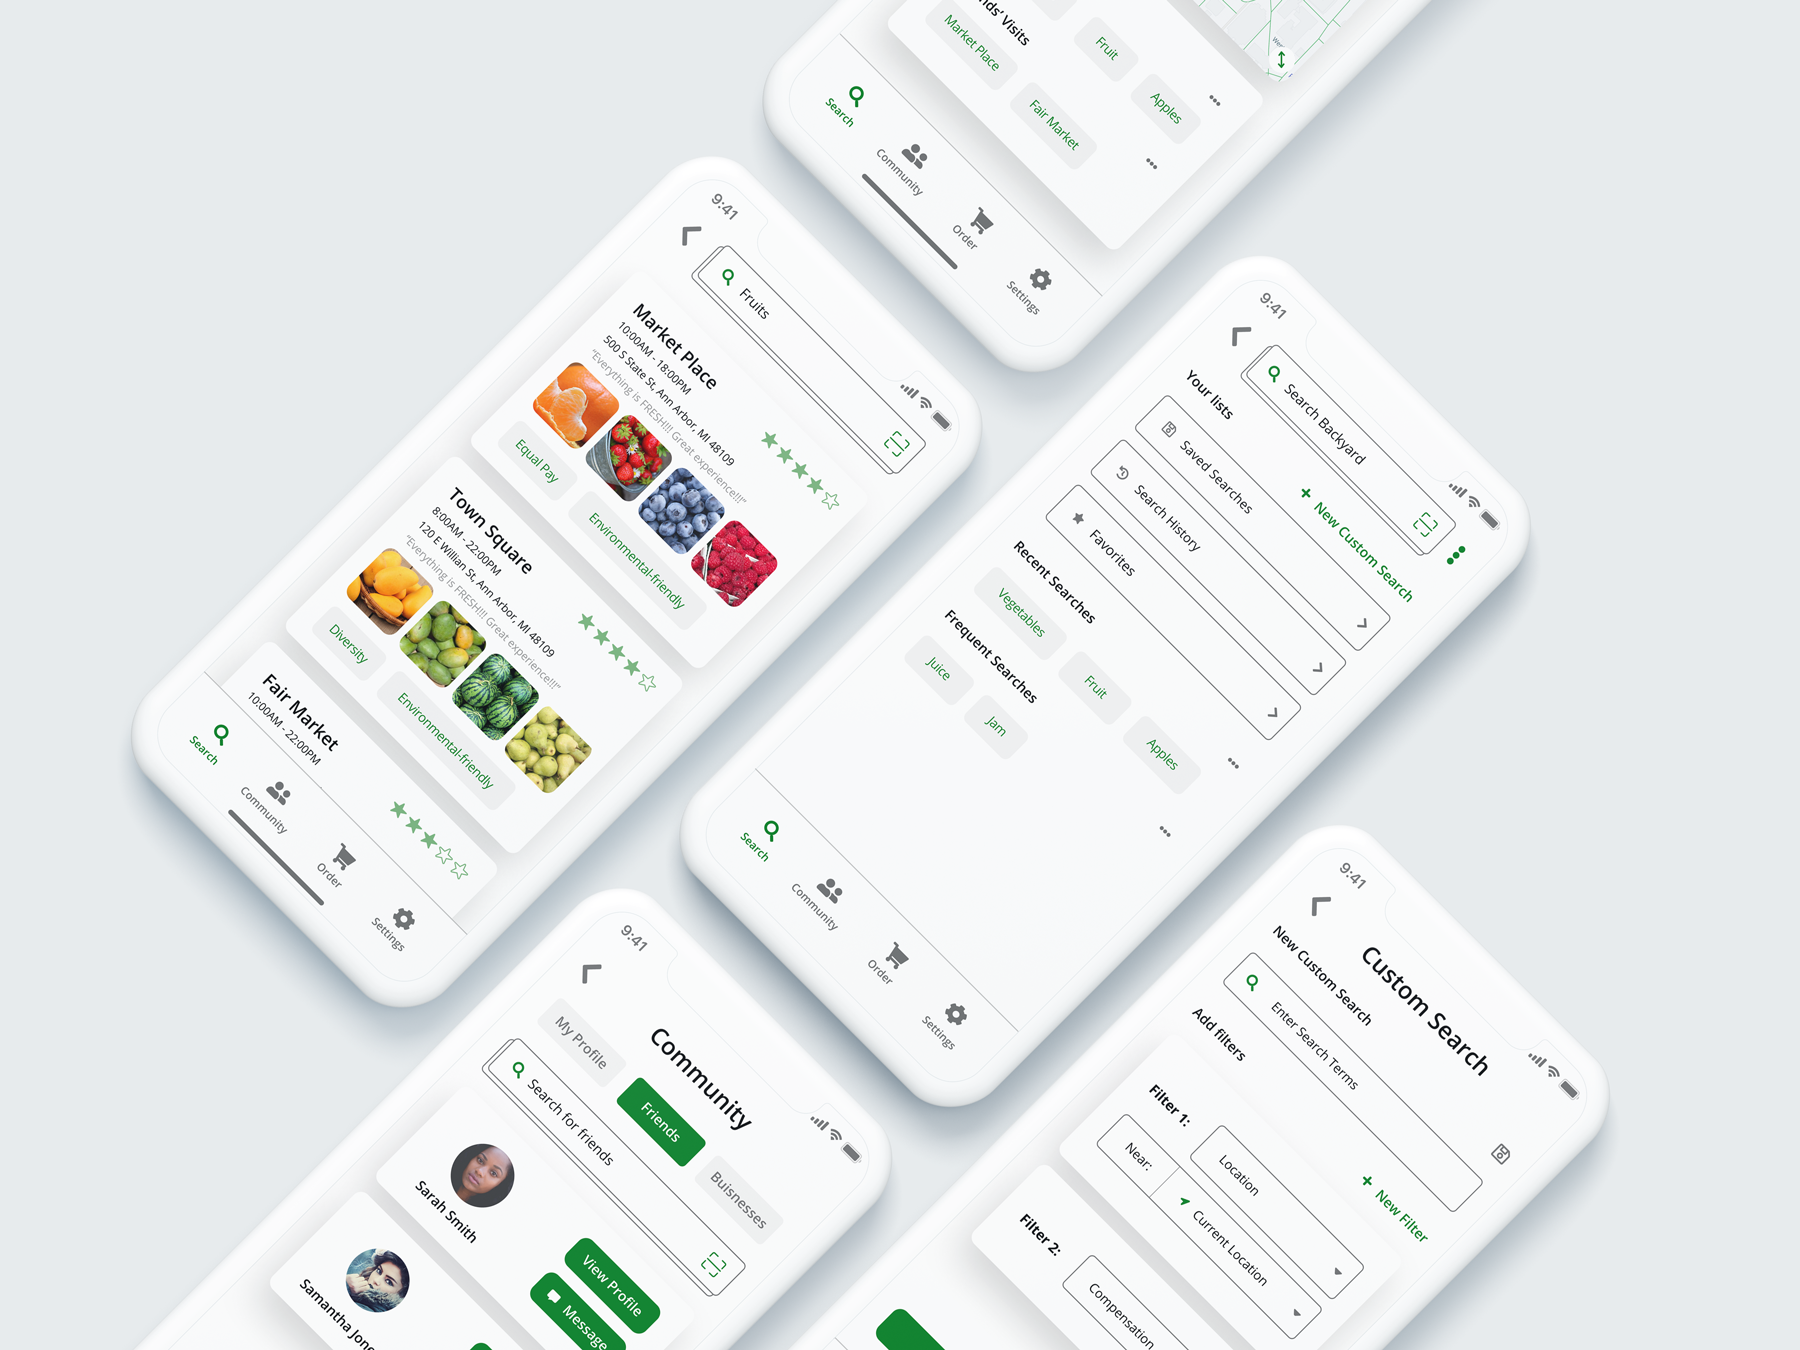 nds' Visits
Fruit
Market Place
Apples
Fair Market
Search
Community
Order
Settings
9:41
Fruits
Market Place
10:00AM - 18:00PM
500 S State St, Ann Arbor, MI 48109
"Everything is FRESH!!! Great experience!!!"
Equal Pay
Environmental-friendly
Town Square
8:00AM - 22:00PM
120 E Willian St, Ann Arbor, MI 48109
"Everything is FRESH!!! Great experience!!!"
Diversity
Environmental-friendly
Fair Market
10:00AM - 22:00PM
Search
Community
Order
Settings
9:41
Search Backyard
Your lists
+ New Custom Search
Saved Searches
Search History
Favorites
Recent Searches
Vegetables
Fruit
Apples
Frequent Searches
Juice
Jam
Search
Community
Order
Settings
9:41
Community
My Profile
Friends
Buisnesses
Search for friends
Sarah Smith
View Profile
Message
Samantha Jone
9:41
Custom Search
New Custom Search
Enter Search Terms
Add filters
+ New Filter
Filter 1:
Location
Near:
Current Location
Filter 2:
Compensation